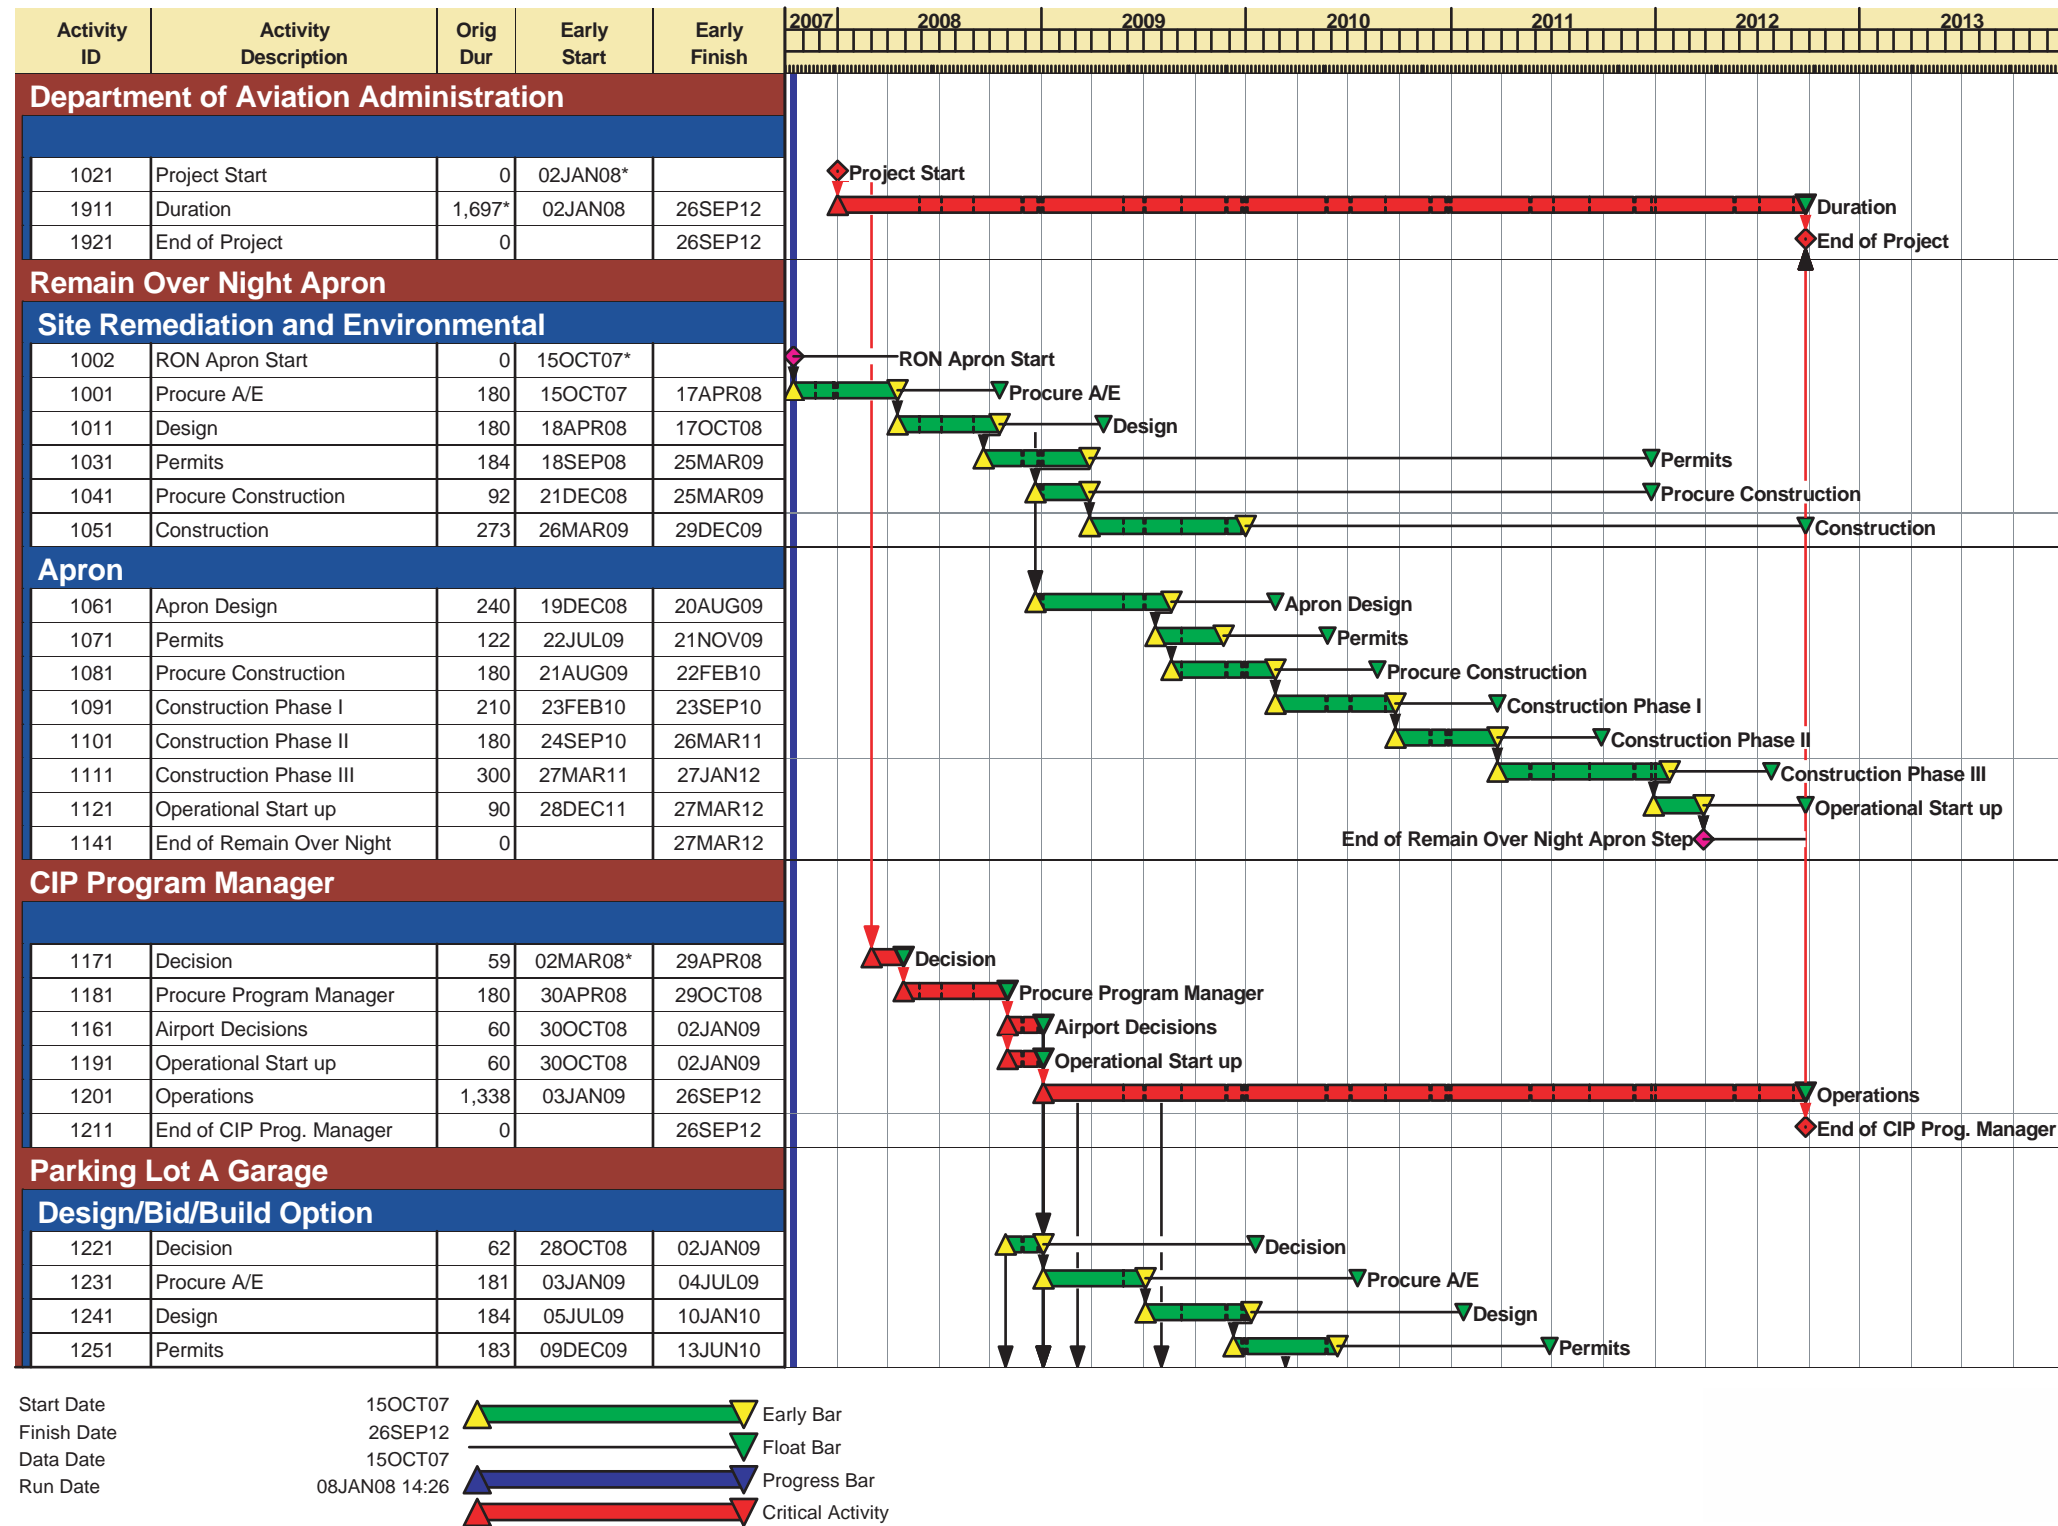 Activity ID Activity Description Orig Dur Early Start Early Finish 2007 2008 2009 2010 2011 2012 2013
Department of Aviation Administration
1021 Project Start 0 02JAN08* Project Start
1911 Duration 1,697* 02JAN08 26SEP12 Duration
1921 End of Project 0 26SEP12 End of Project
Remain Over Night Apron
Site Remediation and Environmental
1002 RON Apron Start 0 15OCT07* RON Apron Start
1001 Procure A/E 180 15OCT07 17APR08 Procure A/E
1011 Design 180 18APR08 17OCT08 Design
1031 Permits 184 18SEP08 25MAR09 Permits
1041 Procure Construction 92 21DEC08 25MAR09 Procure Construction
1051 Construction 273 26MAR09 29DEC09 Construction
Apron
1061 Apron Design 240 19DEC08 20AUG09 Apron Design
1071 Permits 122 22JUL09 21NOV09 Permits
1081 Procure Construction 180 21AUG09 22FEB10 Procure Construction
1091 Construction Phase I 210 23FEB10 23SEP10 Construction Phase I
1101 Construction Phase II 180 24SEP10 26MAR11 Construction Phase II
1111 Construction Phase III 300 27MAR11 27JAN12 Construction Phase III
1121 Operational Start up 90 28DEC11 27MAR12 Operational Start up
1141 End of Remain Over Night 0 27MAR12 End of Remain Over Night Apron Step
CIP Program Manager
1171 Decision 59 02MAR08* 29APR08 Decision
1181 Procure Program Manager 180 30APR08 29OCT08 Procure Program Manager
1161 Airport Decisions 60 30OCT08 02JAN09 Airport Decisions
1191 Operational Start up 60 30OCT08 02JAN09 Operational Start up
1201 Operations 1,338 03JAN09 26SEP12 Operations
1211 End of CIP Prog. Manager 0 26SEP12 End of CIP Prog. Manager
Parking Lot A Garage
Design/Bid/Build Option
1221 Decision 62 28OCT08 02JAN09 Decision
1231 Procure A/E 181 03JAN09 04JUL09 Procure A/E
1241 Design 184 05JUL09 10JAN10 Design
1251 Permits 183 09DEC09 13JUN10 Permits
Start Date 15OCT07
Finish Date 26SEP12
Data Date 15OCT07
Run Date 08JAN08 14:26
Early Bar
Float Bar
Progress Bar
Critical Activity